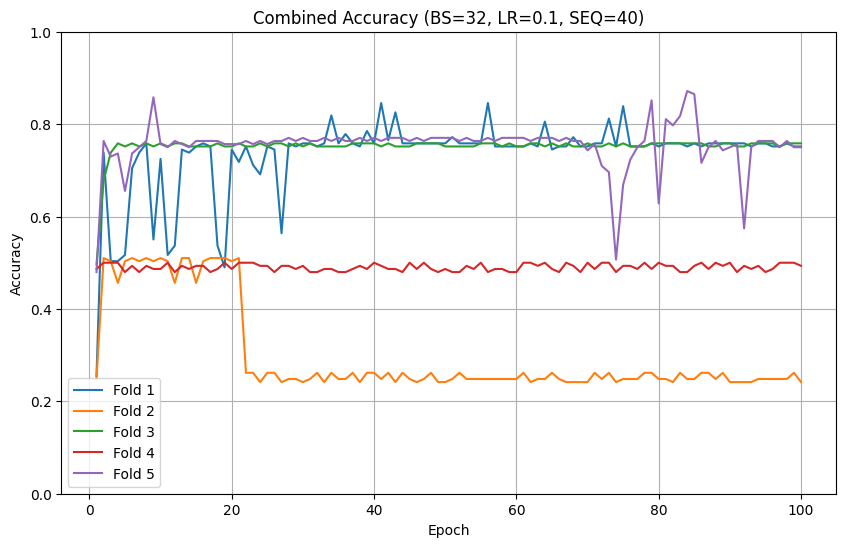 Combined Accuracy (BS=32, LR=0.1, SEQ=40)
1.0
0.8
0.6
0.4
0.2
0.0
Accuracy
Fold 1
Fold 2
Fold 3
Fold 4
Fold 5
0 20 40 60 80 100
Epoch